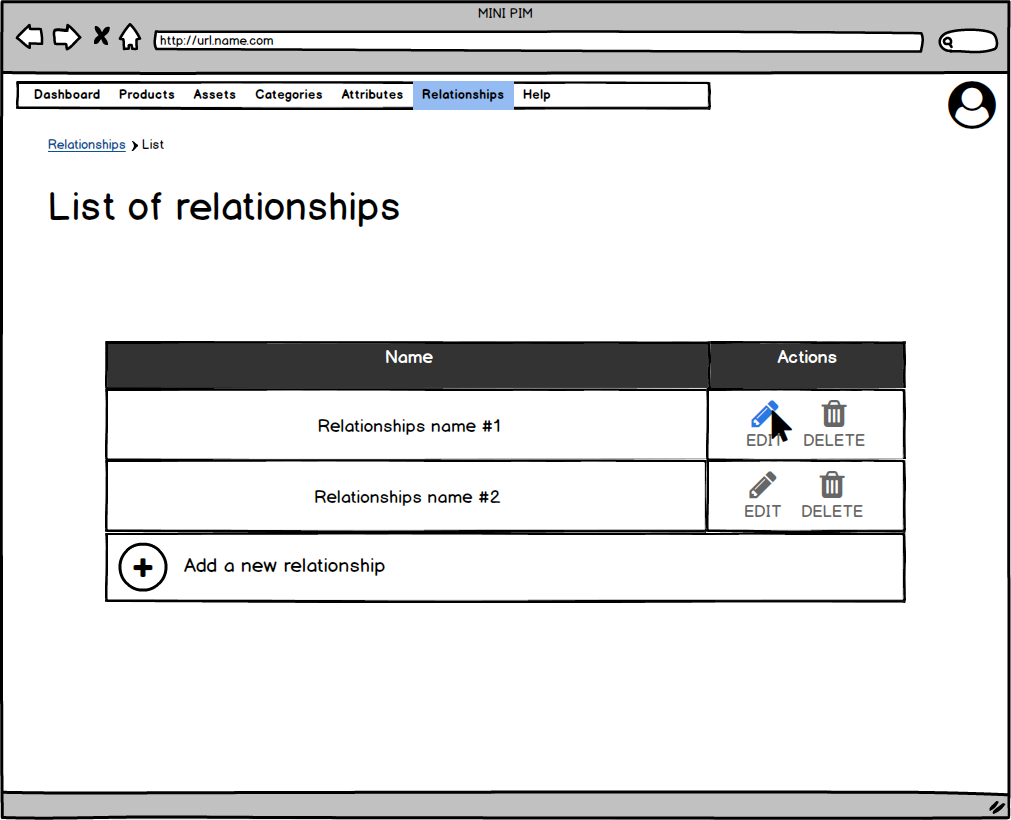 MINI PIM
http://url.name.com
Dashboard Products Assets Categories Attributes Relationships Help
Relationships List
List of relationships
Name Actions
Relationships name #1
EDIT DELETE
Relationships name #2
EDIT DELETE
Add a new relationship